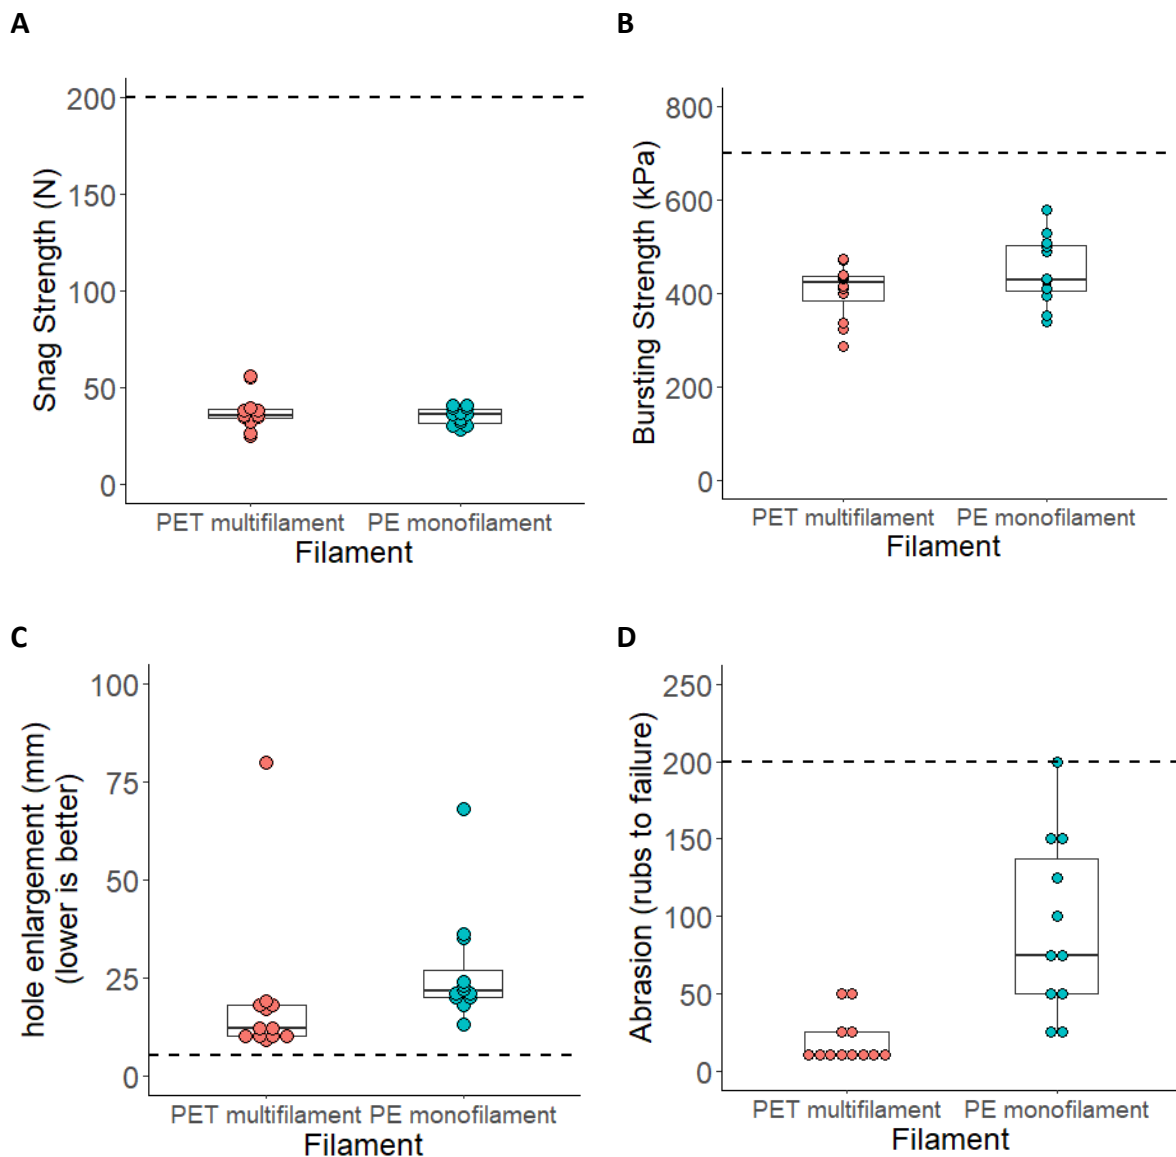 A
200
150
100
50
0
Snag Strength (N)
PET multifilament PE monofilament
Filament
B
800
600
400
200
0
Bursting Strength (kPa)
PET multifilament PE monofilament
Filament
C
100
75
50
25
0
hole enlargement (mm)
(lower is better)
PET multifilament PE monofilament
Filament
D
250
200
150
100
50
0
Abrasion (rubs to failure)
PET multifilament PE monofilament
Filament